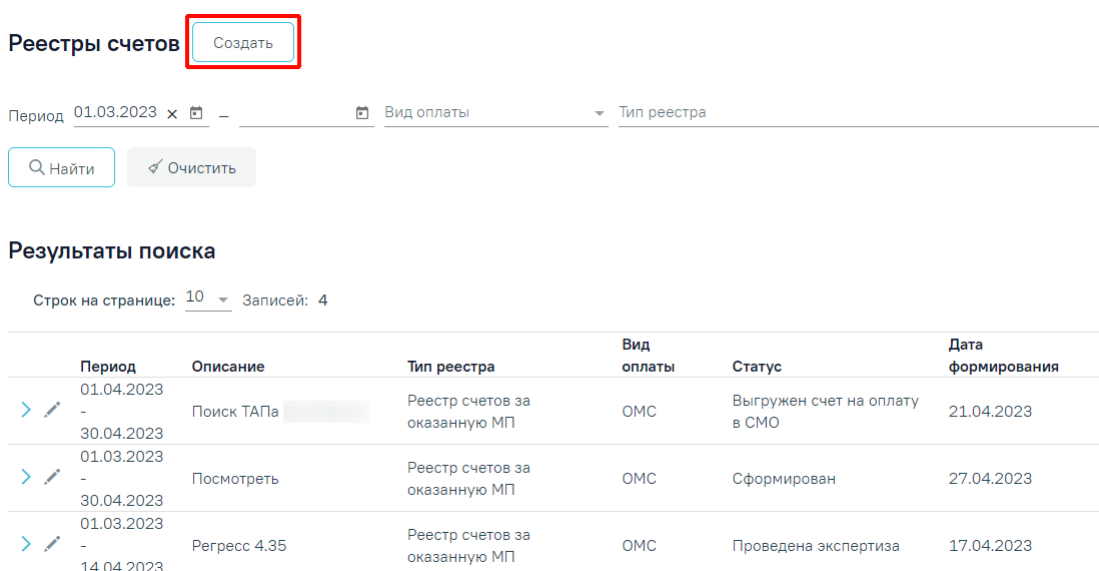 Реестры счетов Создать
Период 01.03.2023 – Вид оплаты Тип реестра
Найти Очистить
Результаты поиска
Строк на странице: 10 Записей: 4
Период Описание Тип реестра Вид оплаты Статус Дата формирования
01.04.2023 - 30.04.2023 Поиск ТАПа Реестр счетов за оказанную МП ОМС Выгружен счет на оплату в СМО 21.04.2023
01.03.2023 - 30.04.2023 Посмотреть Реестр счетов за оказанную МП ОМС Сформирован 27.04.2023
01.03.2023 - 14.04.2023 Регресс 4.35 Реестр счетов за оказанную МП ОМС Проведена экспертиза 17.04.2023